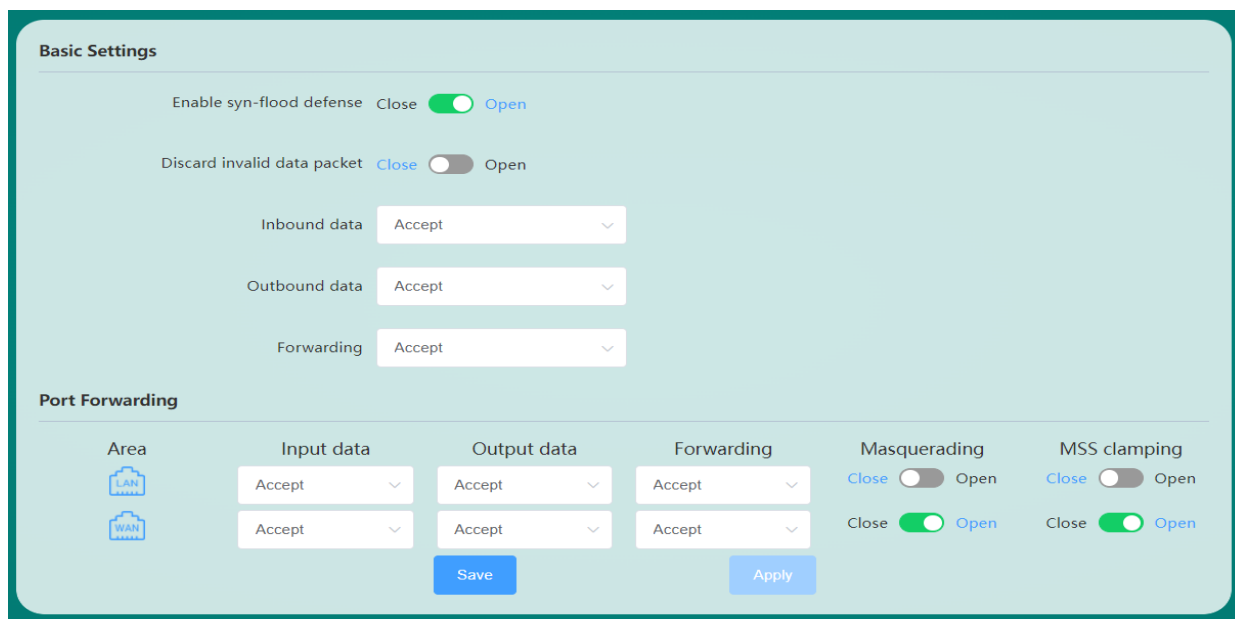 Basic Settings
Enable syn-flood defense Close Open
Discard invalid data packet Close Open
Inbound data Accept
Outbound data Accept
Forwarding Accept
Port Forwarding
Area Input data Output data Forwarding Masquerading MSS clamping
LAN Accept Accept Accept Close Open Close Open
WAN Accept Accept Accept Close Open Close Open
Save Apply